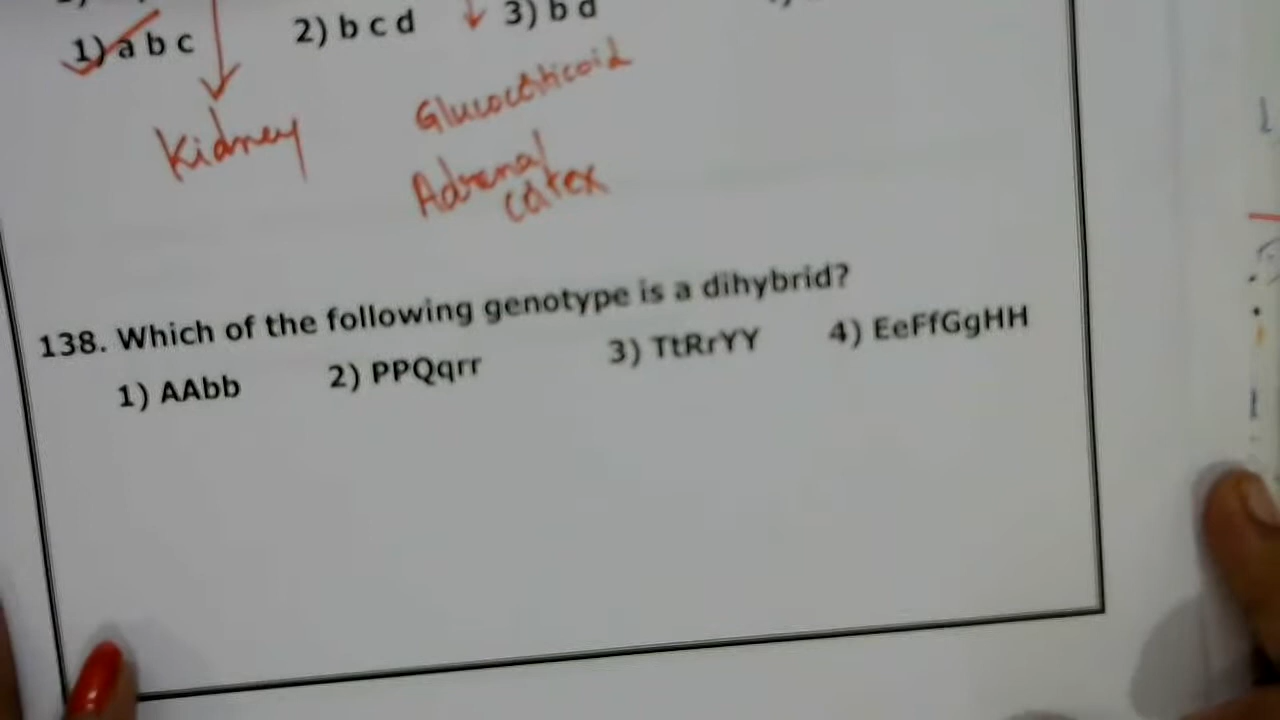 1) a b c 2) b c d 3) b d
Kidney
Glucocorticoid
Adrenal
cortex
138. Which of the following genotype is a dihybrid?
1) AAbb 2) PPQqrr 3) TtRrYY 4) EeFfGgHH